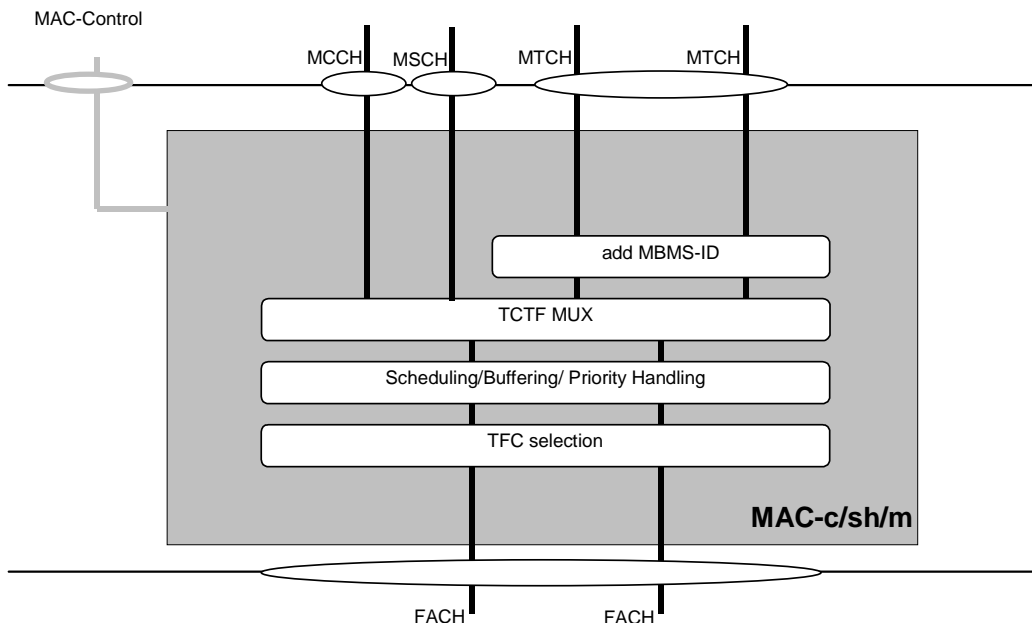 MAC-Control
MCCH
MSCH
MTCH
MTCH
add MBMS-ID
TCTF MUX
Scheduling/Buffering/ Priority Handling
TFC selection
MAC-c/sh/m
FACH
FACH